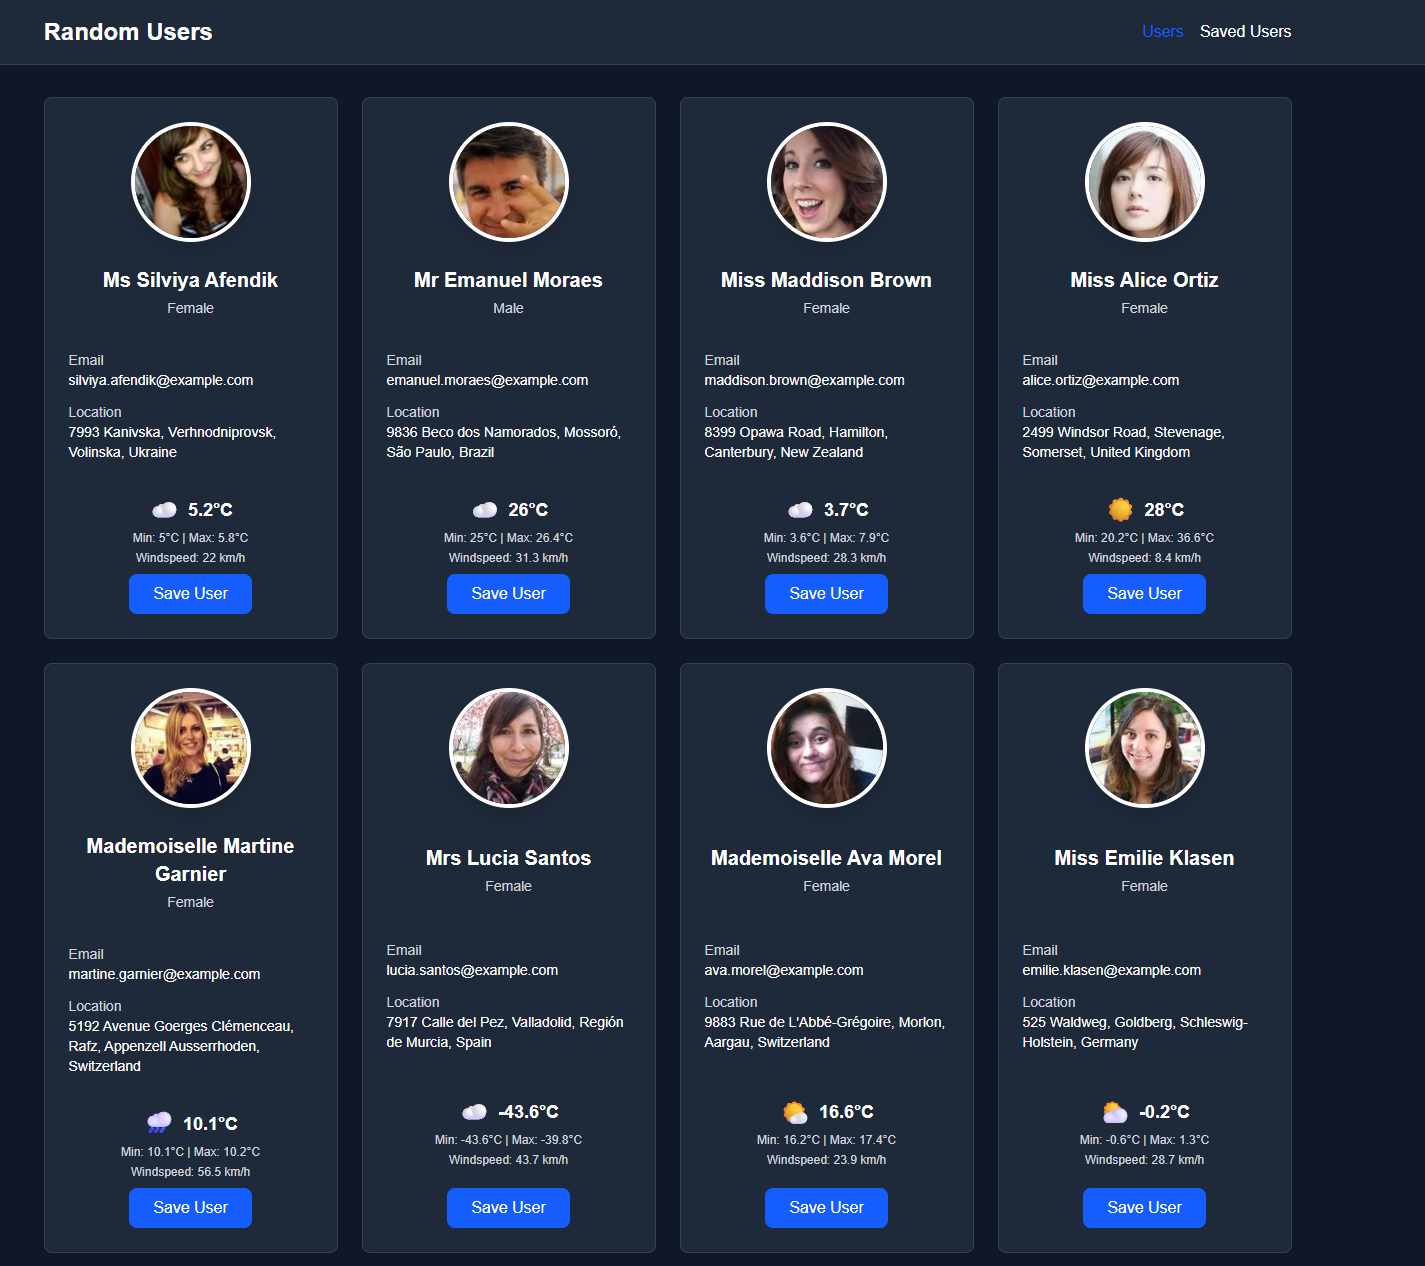 Random Users
Users
Saved Users
Ms Silviya Afendik
Female
Email
silviya.afendik@example.com
Location
7993 Kanivska, Verhnodniprovsk,
Volinska, Ukraine
5.2°C
Min: 5°C | Max: 5.8°C
Windspeed: 22 km/h
Save User
Mr Emanuel Moraes
Male
Email
emanuel.moraes@example.com
Location
9836 Beco dos Namorados, Mossoró,
São Paulo, Brazil
26°C
Min: 25°C | Max: 26.4°C
Windspeed: 31.3 km/h
Save User
Miss Maddison Brown
Female
Email
maddison.brown@example.com
Location
8399 Opawa Road, Hamilton,
Canterbury, New Zealand
3.7°C
Min: 3.6°C | Max: 7.9°C
Windspeed: 28.3 km/h
Save User
Miss Alice Ortiz
Female
Email
alice.ortiz@example.com
Location
2499 Windsor Road, Stevenage,
Somerset, United Kingdom
28°C
Min: 20.2°C | Max: 36.6°C
Windspeed: 8.4 km/h
Save User
Mademoiselle Martine
Garnier
Female
Email
martine.garnier@example.com
Location
5192 Avenue Goerges Clémenceau,
Rafz, Appenzell Ausserrhoden,
Switzerland
10.1°C
Min: 10.1°C | Max: 10.2°C
Windspeed: 56.5 km/h
Save User
Mrs Lucia Santos
Female
Email
lucia.santos@example.com
Location
7917 Calle del Pez, Valladolid, Región
de Murcia, Spain
-43.6°C
Min: -43.6°C | Max: -39.8°C
Windspeed: 43.7 km/h
Save User
Mademoiselle Ava Morel
Female
Email
ava.morel@example.com
Location
9883 Rue de L'Abbé-Grégoire, Morlon,
Aargau, Switzerland
16.6°C
Min: 16.2°C | Max: 17.4°C
Windspeed: 23.9 km/h
Save User
Miss Emilie Klasen
Female
Email
emilie.klasen@example.com
Location
525 Waldweg, Goldberg, Schleswig-
Holstein, Germany
-0.2°C
Min: -0.6°C | Max: 1.3°C
Windspeed: 28.7 km/h
Save User